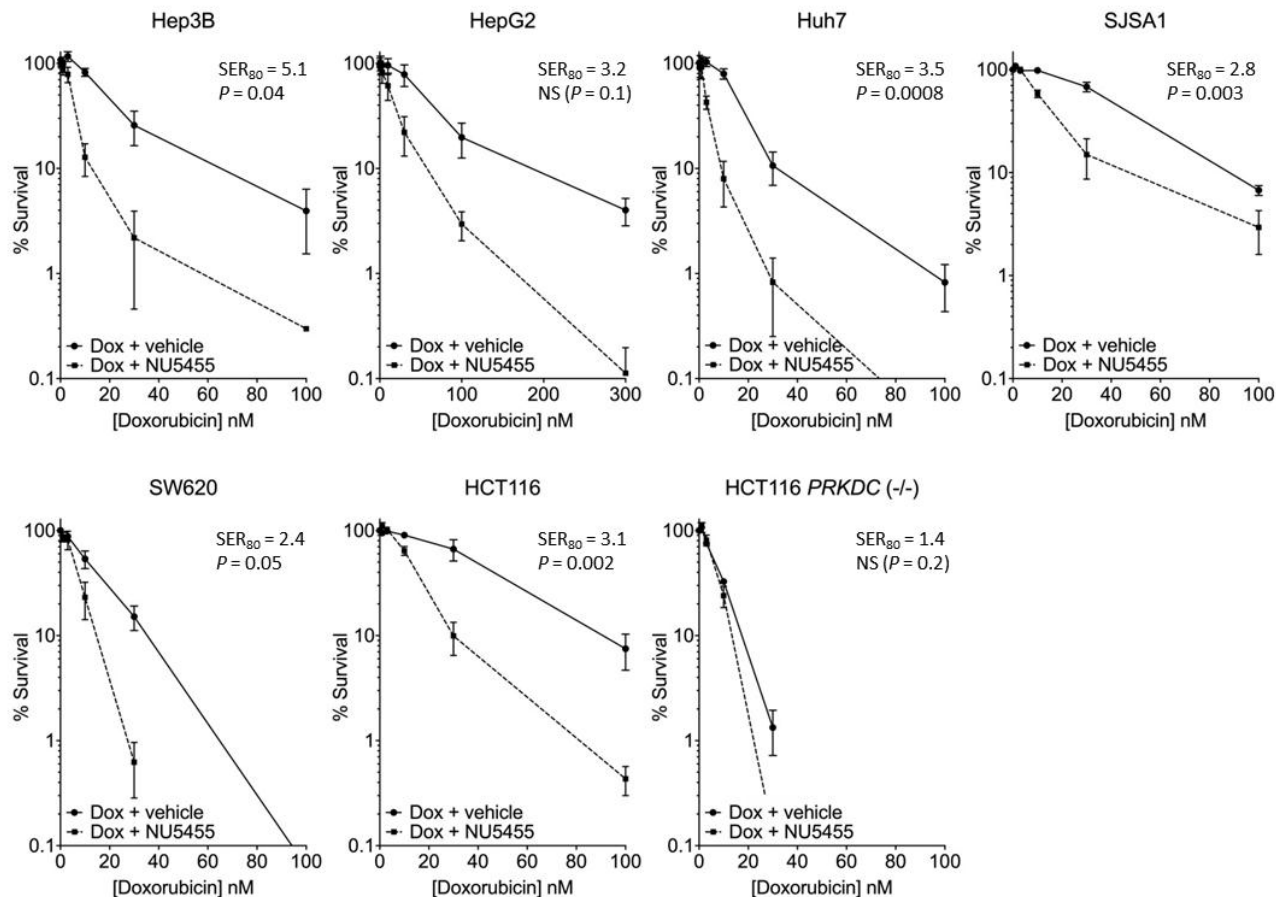 Hep3B
% Survival
100
10
1
0.1
SER80 = 5.1
P = 0.04
Dox + vehicle
Dox + NU5455
0 20 40 60 80 100
[Doxorubicin] nM
HepG2
% Survival
100
10
1
0.1
SER80 = 3.2
NS (P = 0.1)
Dox + vehicle
Dox + NU5455
0 100 200 300
[Doxorubicin] nM
Huh7
% Survival
100
10
1
0.1
SER80 = 3.5
P = 0.0008
Dox + vehicle
Dox + NU5455
0 20 40 60 80 100
[Doxorubicin] nM
SJSA1
% Survival
100
10
1
0.1
SER80 = 2.8
P = 0.003
Dox + vehicle
Dox + NU5455
0 20 40 60 80 100
[Doxorubicin] nM
SW620
% Survival
100
10
1
0.1
SER80 = 2.4
P = 0.05
Dox + vehicle
Dox + NU5455
0 20 40 60 80 100
[Doxorubicin] nM
HCT116
% Survival
100
10
1
0.1
SER80 = 3.1
P = 0.002
Dox + vehicle
Dox + NU5455
0 20 40 60 80 100
[Doxorubicin] nM
HCT116 PRKDC (-/-)
% Survival
100
10
1
0.1
SER80 = 1.4
NS (P = 0.2)
Dox + vehicle
Dox + NU5455
0 20 40 60 80 100
[Doxorubicin] nM